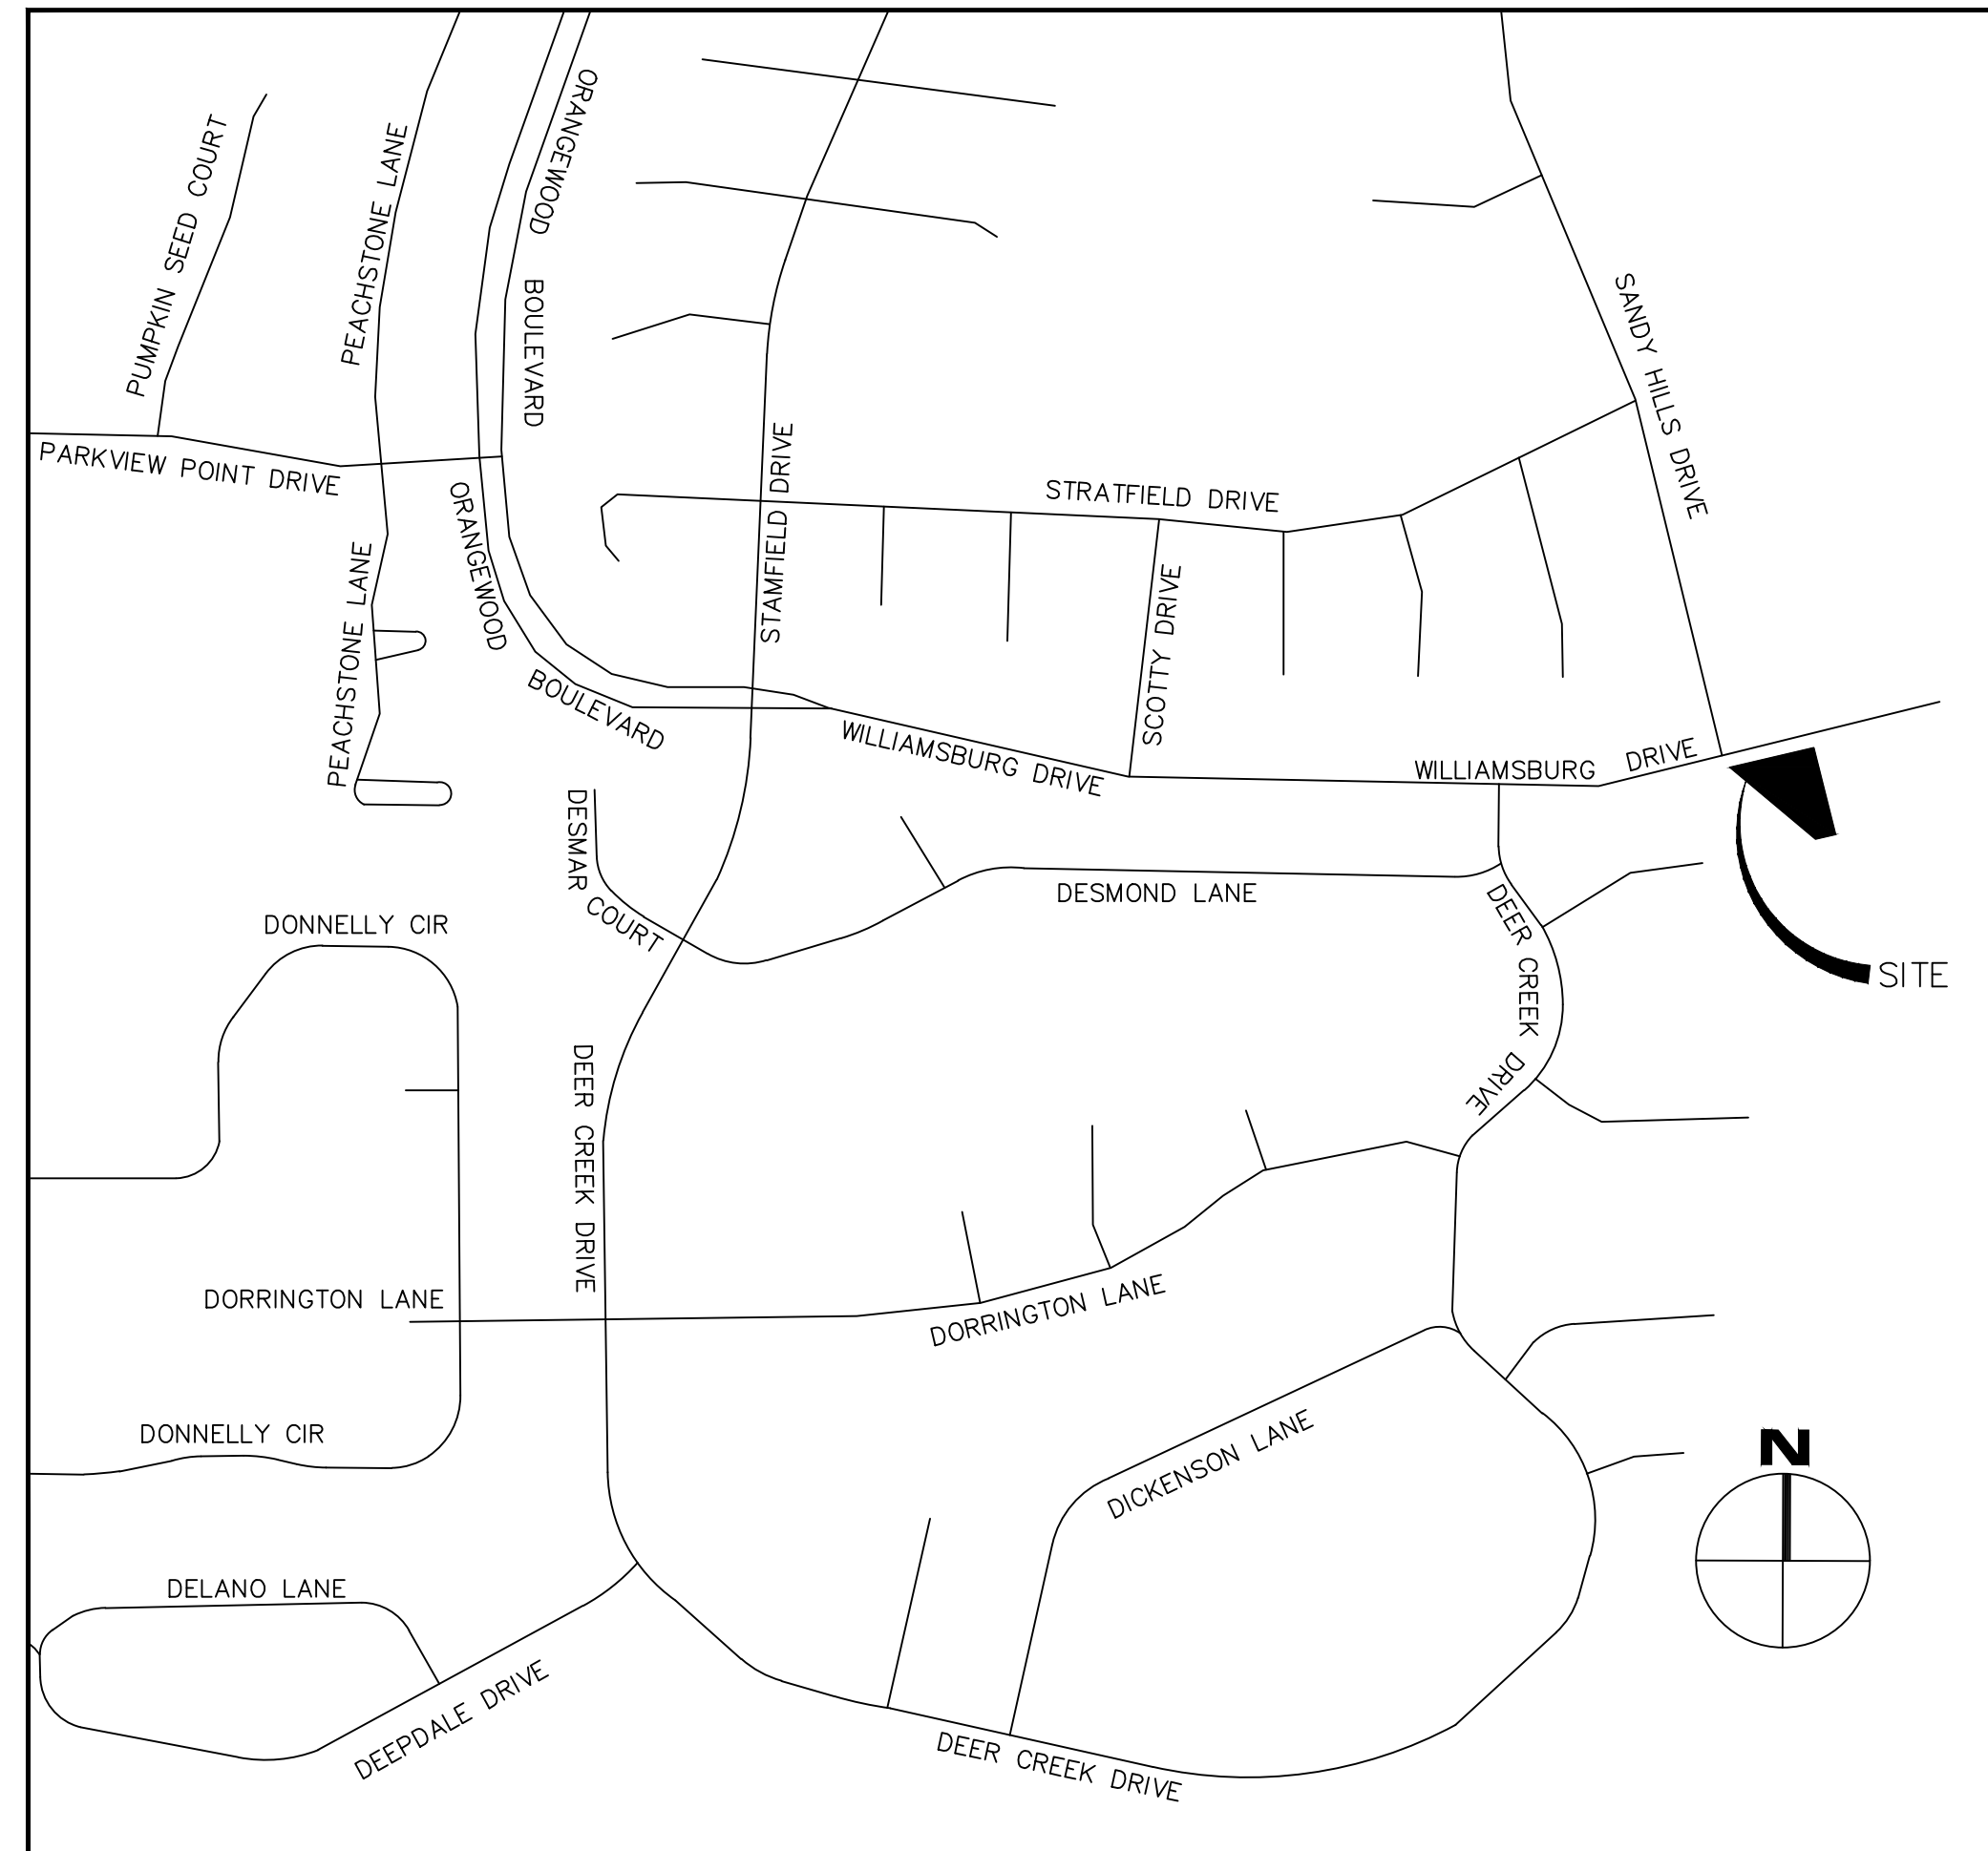 ORANGEWOOD BOULEVARD
PUMPKIN SEED COURT
PEACHSTONE LANE
SANDY HILLS DRIVE
PARKVIEW POINT DRIVE
STAMFIELD DRIVE
STRATFIELD DRIVE
ORANGEWOOD BOULEVARD
PEACHSTONE LANE
SCOTTY DRIVE
WILLIAMSBURG DRIVE
WILLIAMSBURG DRIVE
DESMAR COURT
DESMOND LANE
DEER CREEK DRIVE
SITE
DONNELLY CIR
DEER CREEK DRIVE
DORRINGTON LANE
DORRINGTON LANE
DONNELLY CIR
DICKENSON LANE
N
DELANO LANE
DEEPDALE DRIVE
DEER CREEK DRIVE